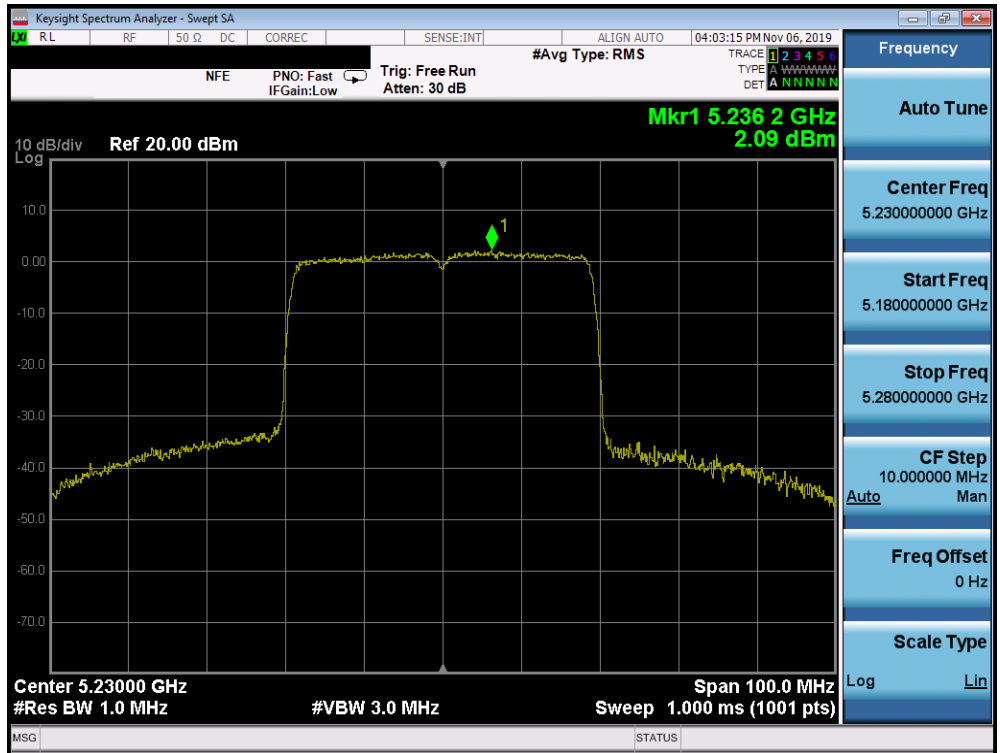 Keysight Spectrum Analyzer - Swept SA
LXI RL RF 50 Ω DC CORREC SENSE:INT ALIGN AUTO 04:03:15 PM Nov 06, 2019
NFE PNO: Fast Trig: Free Run #Avg Type: RMS TRACE 1 2 3 4 5 6
IFGain:Low Atten: 30 dB TYPE A WWWWW
DET A N N N N N
Mkr1 5.236 2 GHz
2.09 dBm
10 dB/div Ref 20.00 dBm
Log
1
10.0
0.00
-10.0
-20.0
-30.0
-40.0
-50.0
-60.0
-70.0
Center 5.23000 GHz Span 100.0 MHz
#Res BW 1.0 MHz #VBW 3.0 MHz Sweep 1.000 ms (1001 pts)
MSG STATUS
Frequency
Auto Tune
Center Freq
5.230000000 GHz
Start Freq
5.180000000 GHz
Stop Freq
5.280000000 GHz
CF Step
10.000000 MHz
Auto Man
Freq Offset
0 Hz
Scale Type
Log Lin